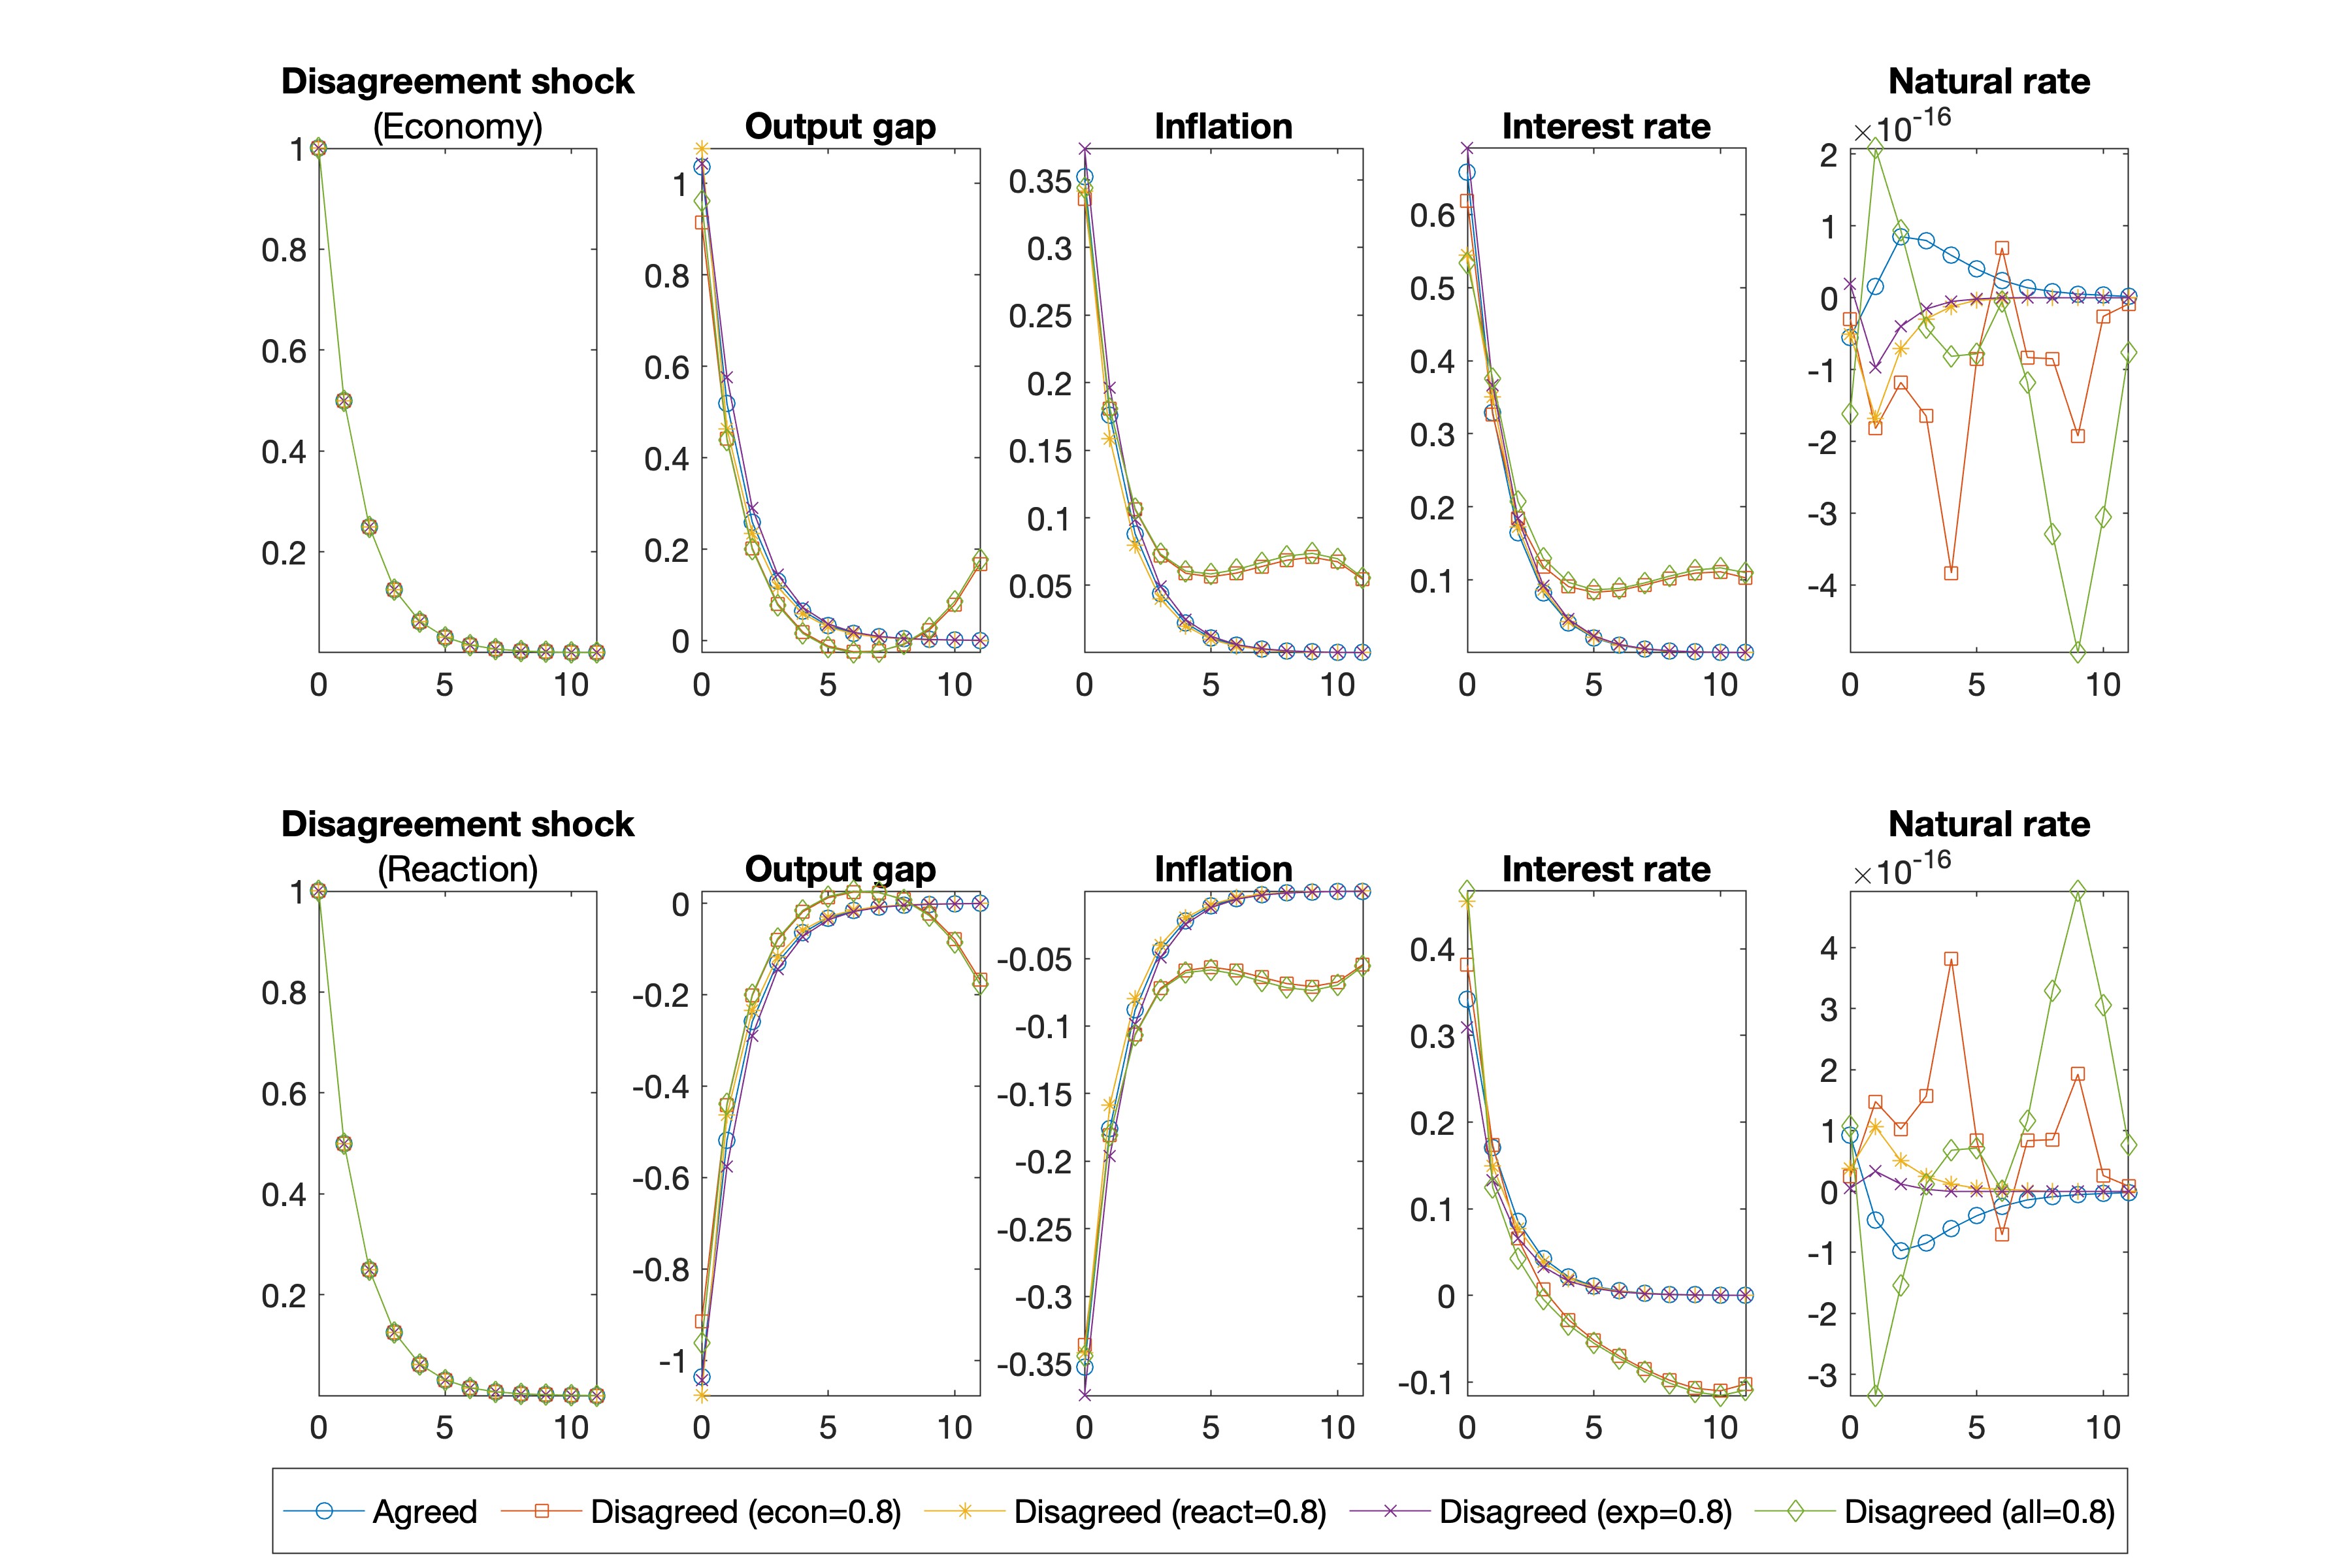 Disagreement shock
(Economy)
Output gap
Inflation
Interest rate
Natural rate
×10^-16
1
0.8
0.6
0.4
0.2
0 5 10
1
0.8
0.6
0.4
0.2
0
0 5 10
0.35
0.3
0.25
0.2
0.15
0.1
0.05
0 5 10
0.6
0.5
0.4
0.3
0.2
0.1
0 5 10
2
1
0
-1
-2
-3
-4
0 5 10
Disagreement shock
(Reaction)
Output gap
Inflation
Interest rate
Natural rate
×10^-16
1
0.8
0.6
0.4
0.2
0 5 10
0
-0.2
-0.4
-0.6
-0.8
-1
0 5 10
-0.05
-0.1
-0.15
-0.2
-0.25
-0.3
-0.35
0 5 10
0.4
0.3
0.2
0.1
0
-0.1
0 5 10
4
3
2
1
0
-1
-2
-3
0 5 10
Agreed Disagreed (econ=0.8) Disagreed (react=0.8) Disagreed (exp=0.8) Disagreed (all=0.8)